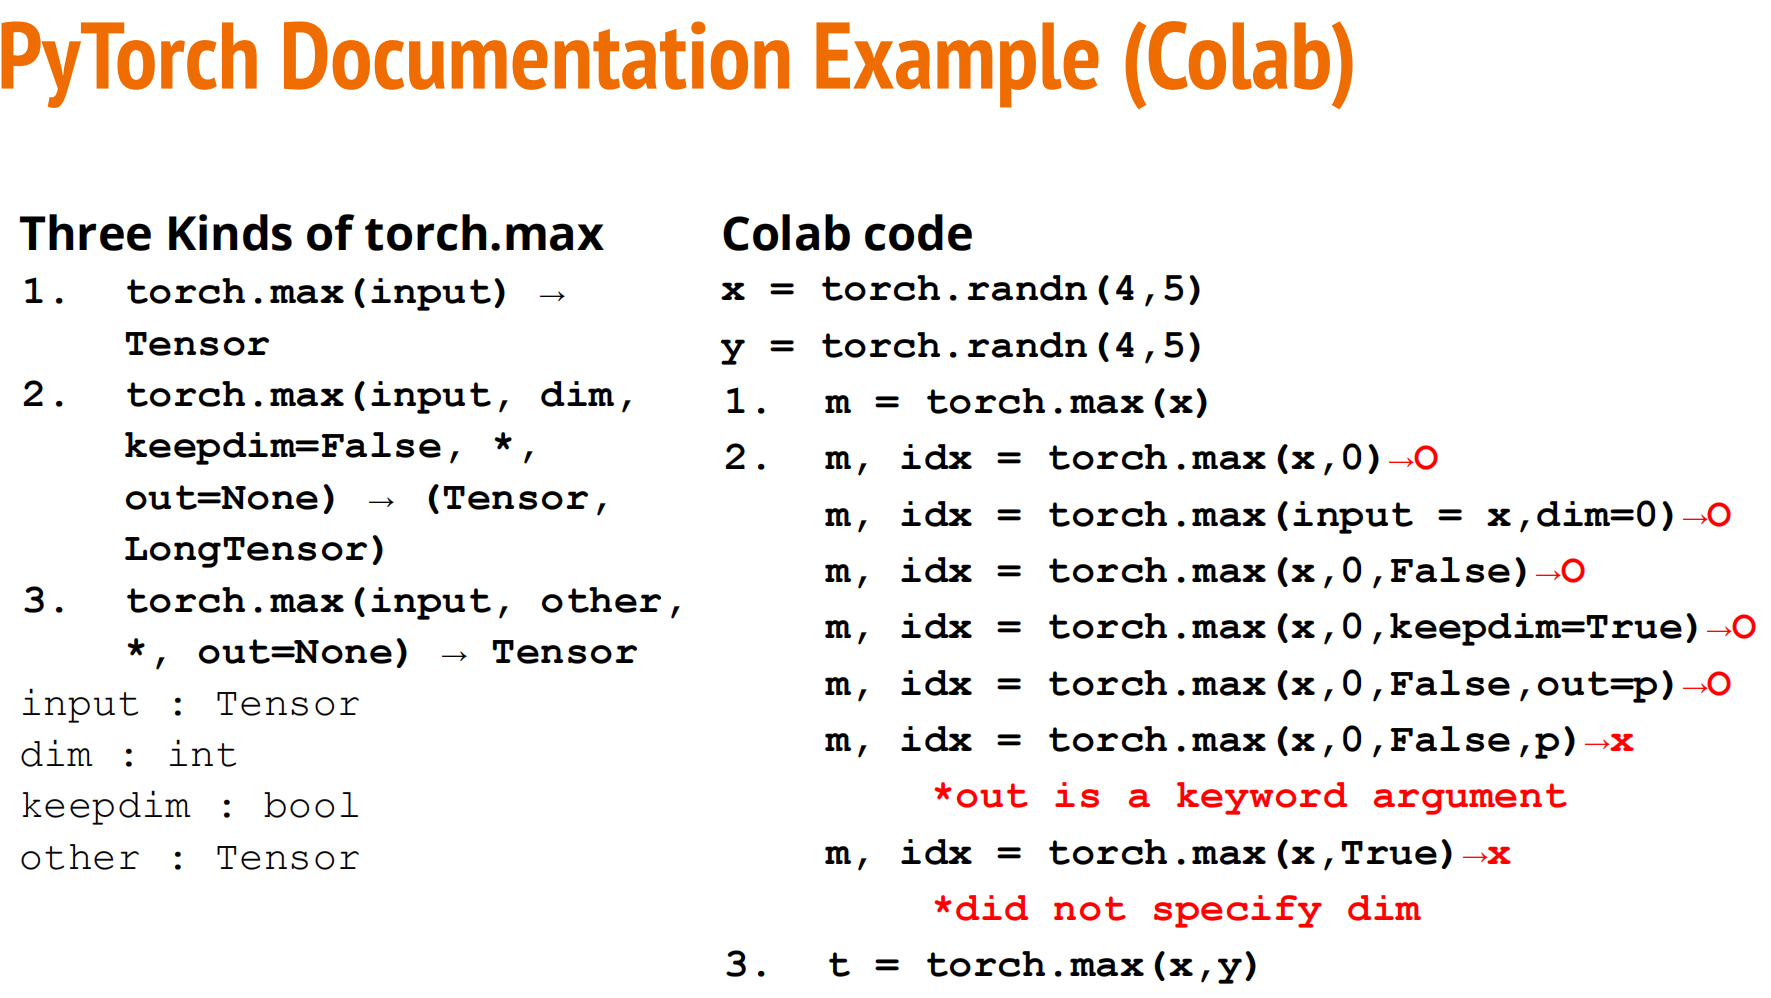 PyTorch Documentation Example (Colab)
Three Kinds of torch.max
1. torch.max(input) →
Tensor
2. torch.max(input, dim,
keepdim=False, *,
out=None) → (Tensor,
LongTensor)
3. torch.max(input, other,
*, out=None) → Tensor
input : Tensor
dim : int
keepdim : bool
other : Tensor
Colab code
x = torch.randn(4,5)
y = torch.randn(4,5)
1. m = torch.max(x)
2. m, idx = torch.max(x,0)→O
m, idx = torch.max(input = x,dim=0)→O
m, idx = torch.max(x,0,False)→O
m, idx = torch.max(x,0,keepdim=True)→O
m, idx = torch.max(x,0,False,out=p)→O
m, idx = torch.max(x,0,False,p)→x
*out is a keyword argument
m, idx = torch.max(x,True)→x
*did not specify dim
3. t = torch.max(x,y)